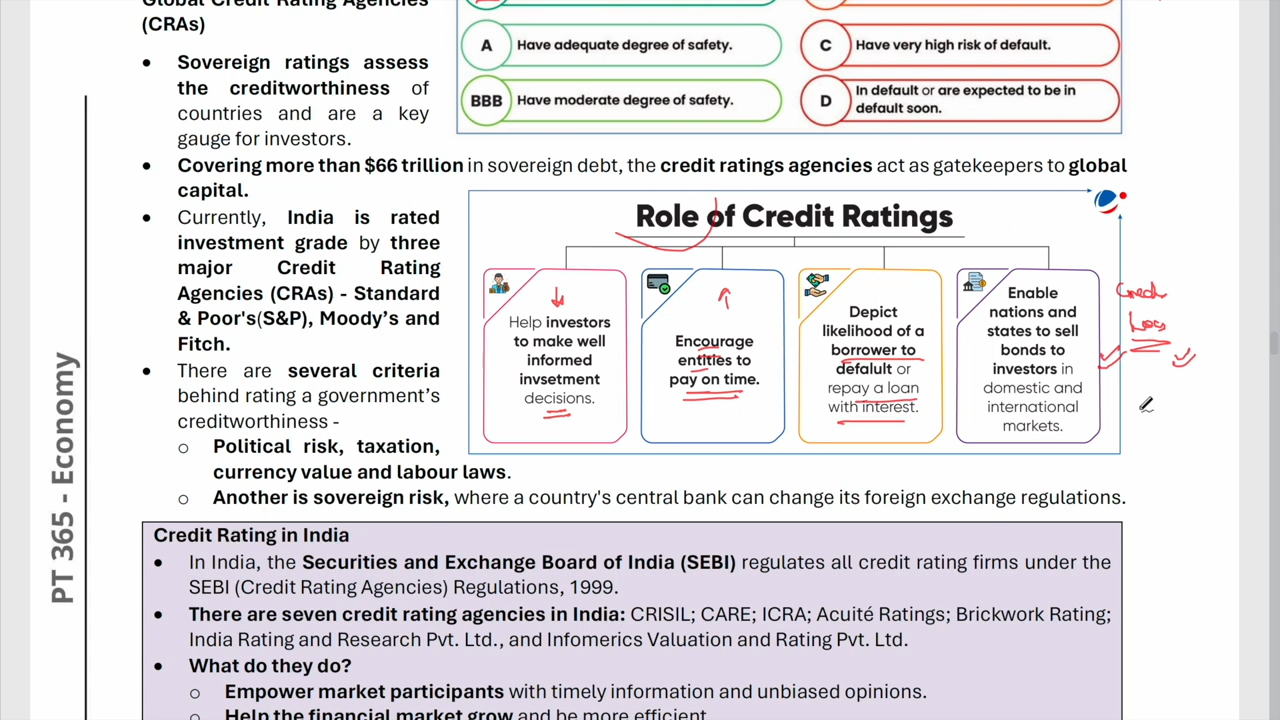 Global Credit Rating Agencies
(CRAs)
A Have adequate degree of safety.
C Have very high risk of default.
BBB Have moderate degree of safety.
D In default or are expected to be in
default soon.
• Sovereign ratings assess
the creditworthiness of
countries and are a key
gauge for investors.
• Covering more than $66 trillion in sovereign debt, the credit ratings agencies act as gatekeepers to global
capital.
• Currently, India is rated
investment grade by three
major Credit Rating
Agencies (CRAs) - Standard
& Poor's(S&P), Moody's and
Fitch.
• There are several criteria
behind rating a government's
creditworthiness -
o Political risk, taxation,
currency value and labour laws.
o Another is sovereign risk, where a country's central bank can change its foreign exchange regulations.
Role of Credit Ratings
Help investors
to make well
informed
invsetment
decisions.
Encourage
entities to
pay on time.
Depict
likelihood of a
borrower to
defalult or
repay a loan
with interest.
Enable
nations and
states to sell
bonds to
investors in
domestic and
international
markets.
Credit Rating in India
• In India, the Securities and Exchange Board of India (SEBI) regulates all credit rating firms under the
SEBI (Credit Rating Agencies) Regulations, 1999.
• There are seven credit rating agencies in India: CRISIL; CARE; ICRA; Acuité Ratings; Brickwork Rating;
India Rating and Research Pvt. Ltd., and Infomerics Valuation and Rating Pvt. Ltd.
• What do they do?
o Empower market participants with timely information and unbiased opinions.
o Help the financial market grow and be more efficient.
PT 365 - Economy